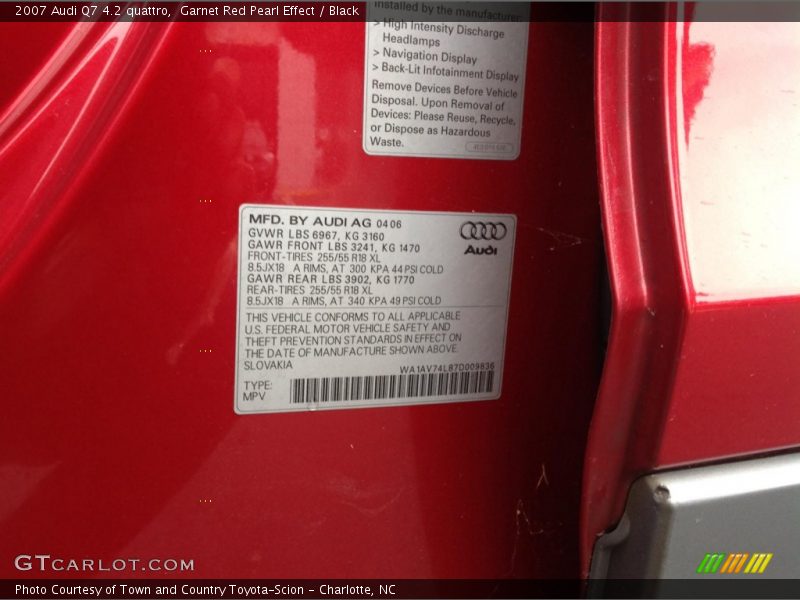 2007 Audi Q7 4.2 quattro, Garnet Red Pearl Effect / Black
installed by the manufacturer
> High Intensity Discharge
Headlamps
> Navigation Display
> Back-Lit Infotainment Display
Remove Devices Before Vehicle
Disposal. Upon Removal of
Devices: Please Reuse, Recycle,
or Dispose as Hazardous
Waste.
MFD. BY AUDI AG 04 06
GVWR LBS 6967, KG 3160
GAWR FRONT LBS 3241, KG 1470
FRONT-TIRES 255/55 R18 XL
8.5JX18 A RIMS, AT 300 KPA 44 PSI COLD
GAWR REAR LBS 3902, KG 1770
REAR-TIRES 255/55 R18 XL
8.5JX18 A RIMS, AT 340 KPA 49 PSI COLD
Audi
THIS VEHICLE CONFORMS TO ALL APPLICABLE
U.S. FEDERAL MOTOR VEHICLE SAFETY AND
THEFT PREVENTION STANDARDS IN EFFECT ON
THE DATE OF MANUFACTURE SHOWN ABOVE.
SLOVAKIA
WA1AV74L87D009836
TYPE:
MPV
GTCARLOT.COM
Photo Courtesy of Town and Country Toyota-Scion - Charlotte, NC